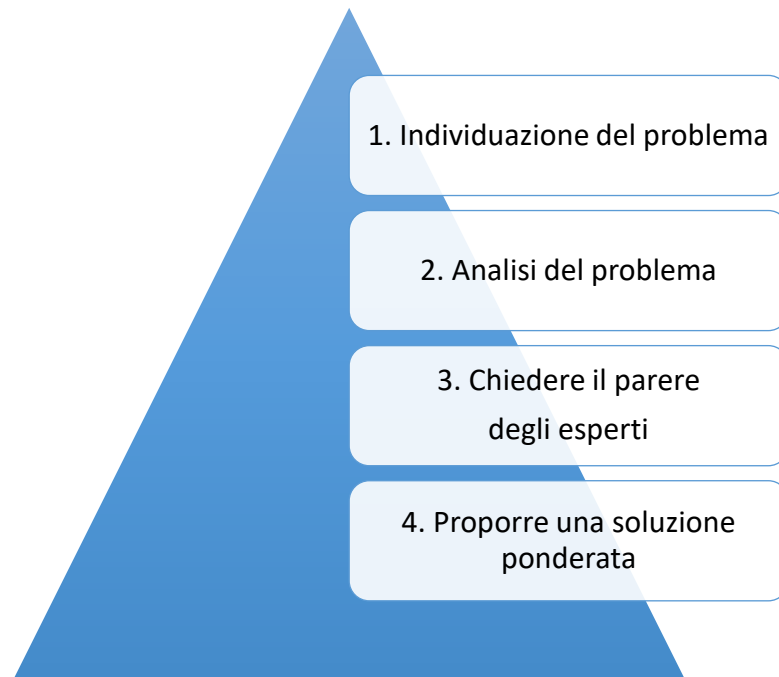 1. Individuazione del problema
2. Analisi del problema
3. Chiedere il parere
degli esperti
4. Proporre una soluzione
ponderata